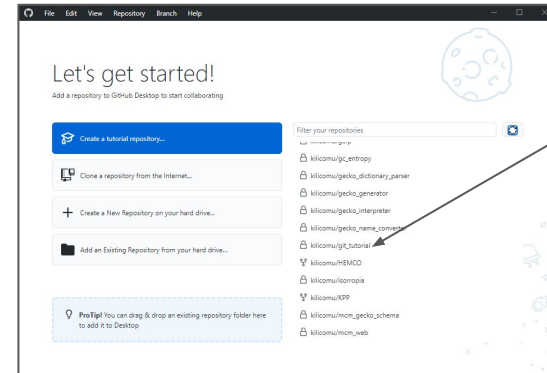 File Edit View Repository Branch Help
Let's get started!
Add a repository to GitHub Desktop to start collaborating
Create a tutorial repository...
Clone a repository from the Internet...
Create a New Repository on your hard drive...
Add an Existing Repository from your hard drive...
ProTip! You can drag & drop an existing repository folder here
to add it to Desktop
Filter your repositories
kilicomu/gc_entropy
kilicomu/gecko_dictionary_parser
kilicomu/gecko_generator
kilicomu/gecko_interpreter
kilicomu/gecko_name_converter
kilicomu/git_tutorial
kilicomu/HEMCO
kilicomu/isorropia
kilicomu/KPP
kilicomu/mcm_gecko_schema
kilicomu/mcm_web